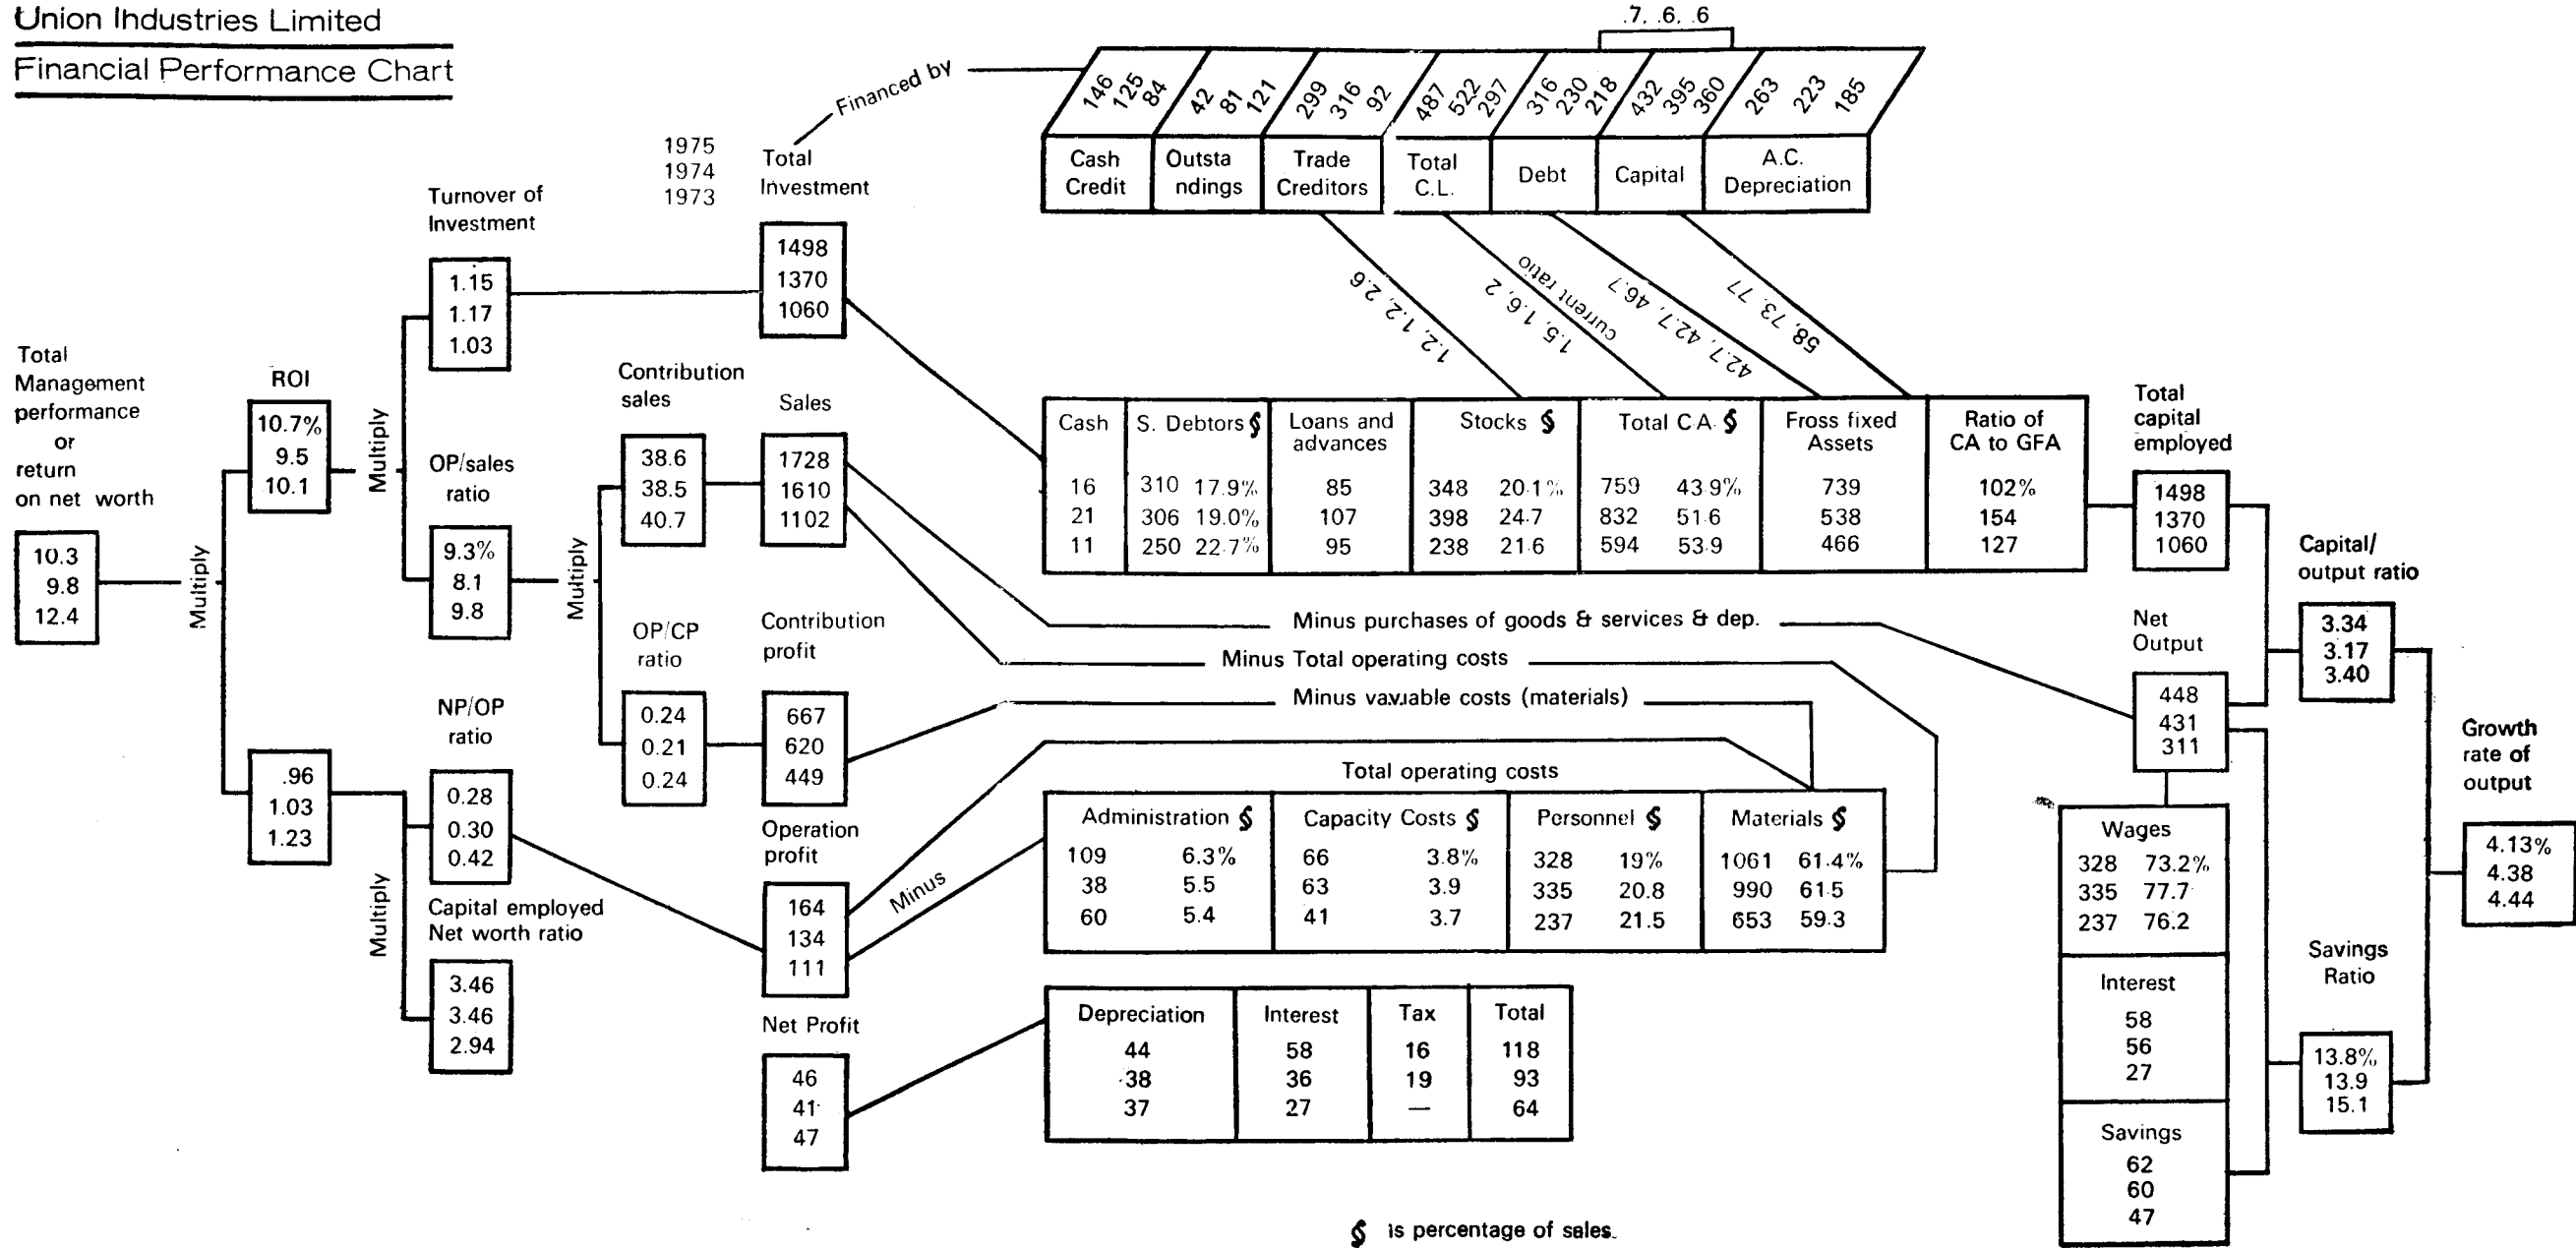 Union Industries Limited
Financial Performance Chart
.7, .6, .6
Financed by
146 125 84
42 81 121
299 316 92
487 522 297
316 230 218
432 395 360
263 223 185
Cash Credit
Outsta ndings
Trade Creditors
Total C.L.
Debt
Capital
A.C. Depreciation
1975
1974
1973
Total
Investment
1498
1370
1060
Turnover of
Investment
1.15
1.17
1.03
1.2, 1.2, 2.6
current ratio
1.5, 1.6, 2
42.7, 42.7, 46.7
58, 73, 77
Total
Management
performance
or
return
on net worth
10.3
9.8
12.4
Multiply
ROI
10.7%
9.5
10.1
Multiply
OP/sales
ratio
9.3%
8.1
9.8
Multiply
Contribution
sales
38.6
38.5
40.7
Sales
1728
1610
1102
OP/CP
ratio
0.24
0.21
0.24
Contribution
profit
667
620
449
.96
1.03
1.23
Multiply
NP/OP
ratio
0.28
0.30
0.42
Capital employed
Net worth ratio
3.46
3.46
2.94
Operation
profit
164
134
111
Minus
Net Profit
46
41
47
Cash
16
21
11
S. Debtors §
310 17.9%
306 19.0%
250 22.7%
Loans and
advances
85
107
95
Stocks §
348 20.1%
398 24.7
238 21.6
Total C A. §
759 43.9%
832 51.6
594 53.9
Fross fixed
Assets
739
538
466
Ratio of
CA to GFA
102%
154
127
Minus purchases of goods & services & dep.
Minus Total operating costs
Minus vaviable costs (materials)
Total operating costs
Administration §
109 6.3%
38 5.5
60 5.4
Capacity Costs §
66 3.8%
63 3.9
41 3.7
Personnel §
328 19%
335 20.8
237 21.5
Materials §
1061 61.4%
990 61.5
653 59.3
Depreciation
44
38
37
Interest
58
36
27
Tax
16
19
—
Total
118
93
64
Total
capital
employed
1498
1370
1060
Net
Output
448
431
311
Capital/
output ratio
3.34
3.17
3.40
Growth
rate of
output
4.13%
4.38
4.44
Wages
328 73.2%
335 77.7
237 76.2
Interest
58
56
27
Savings
62
60
47
Savings
Ratio
13.8%
13.9
15.1
§ is percentage of sales.